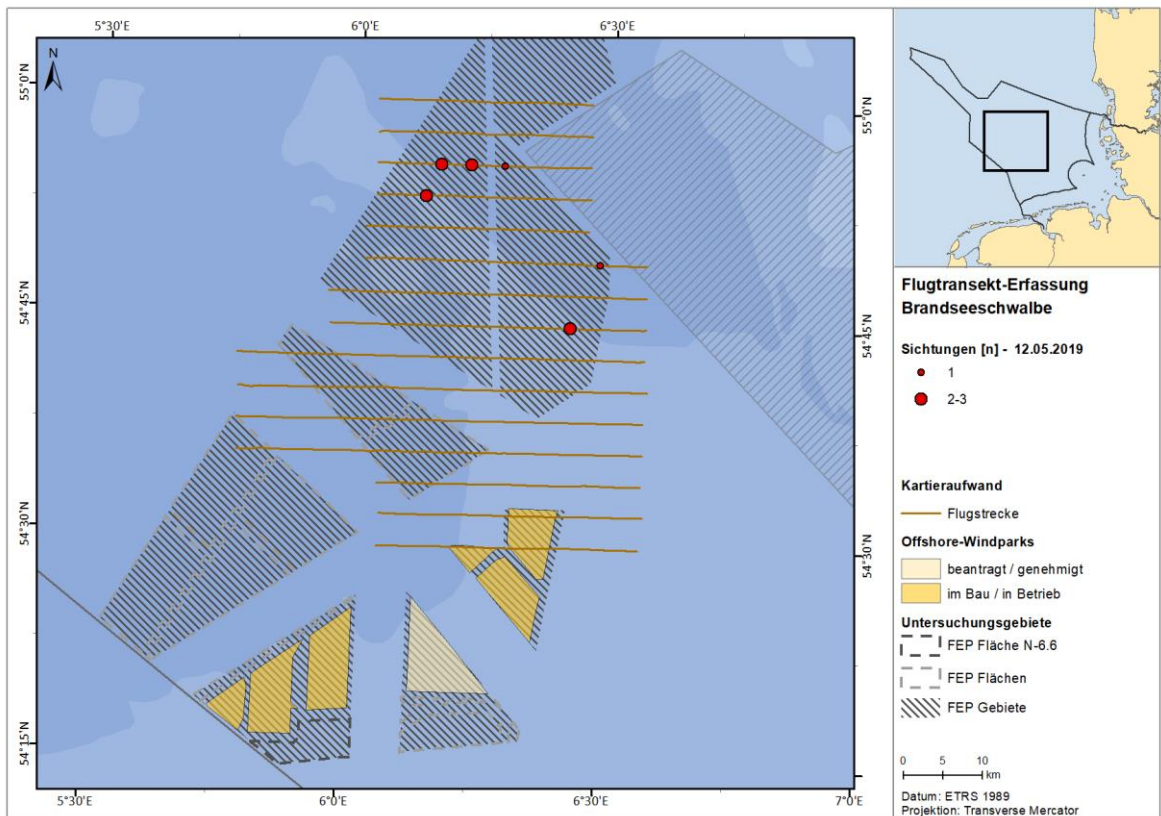 5°30'E
6°0'E
6°30'E
N
55°0'N
55°0'N
54°45'N
54°45'N
54°30'N
54°30'N
54°15'N
54°15'N
5°30'E
6°0'E
6°30'E
7°0'E
Flugtransekt-Erfassung
Brandseeschwalbe
Sichtungen [n] - 12.05.2019
1
2-3
Kartieraufwand
Flugstrecke
Offshore-Windparks
beantragt / genehmigt
im Bau / in Betrieb
Untersuchungsgebiete
FEP Fläche N-6.6
FEP Flächen
FEP Gebiete
0 5 10
km
Datum: ETRS 1989
Projektion: Transverse Mercator